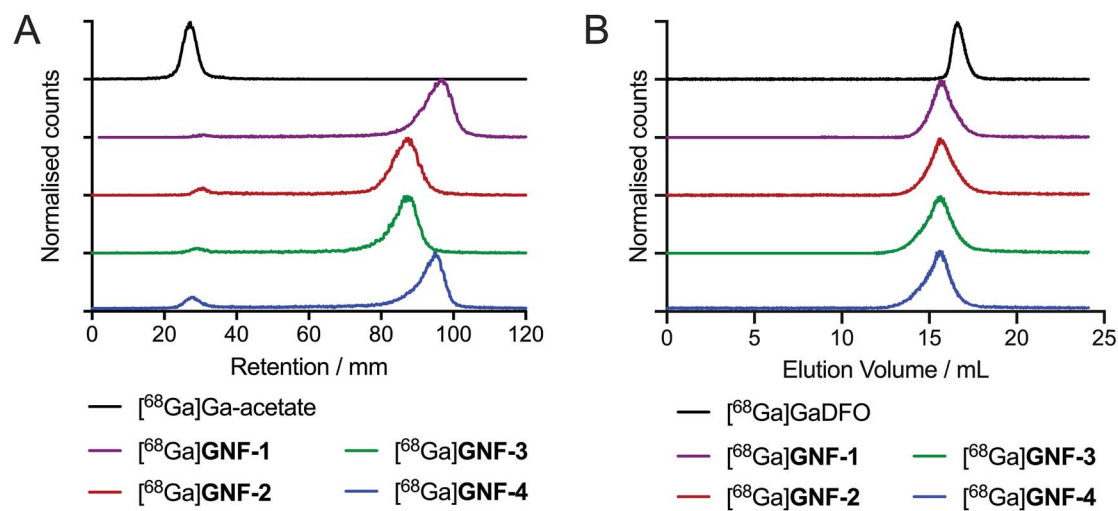 A
Normalised counts
0 20 40 60 80 100 120
Retention / mm
[⁶⁸Ga]Ga-acetate
[⁶⁸Ga]GNF-1 [⁶⁸Ga]GNF-3
[⁶⁸Ga]GNF-2 [⁶⁸Ga]GNF-4
B
Normalised counts
0 5 10 15 20 25
Elution Volume / mL
[⁶⁸Ga]GaDFO
[⁶⁸Ga]GNF-1 [⁶⁸Ga]GNF-3
[⁶⁸Ga]GNF-2 [⁶⁸Ga]GNF-4